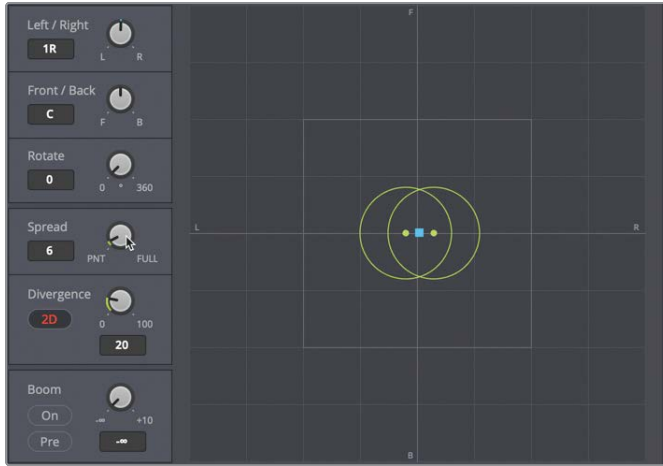 Left / Right
1R
L R
Front / Back
C
F B
Rotate
0
0 ° 360
Spread
6
PNT FULL
Divergence
2D
0 100
20
Boom
On
-∞ +10
Pre
-∞
F
L
R
B